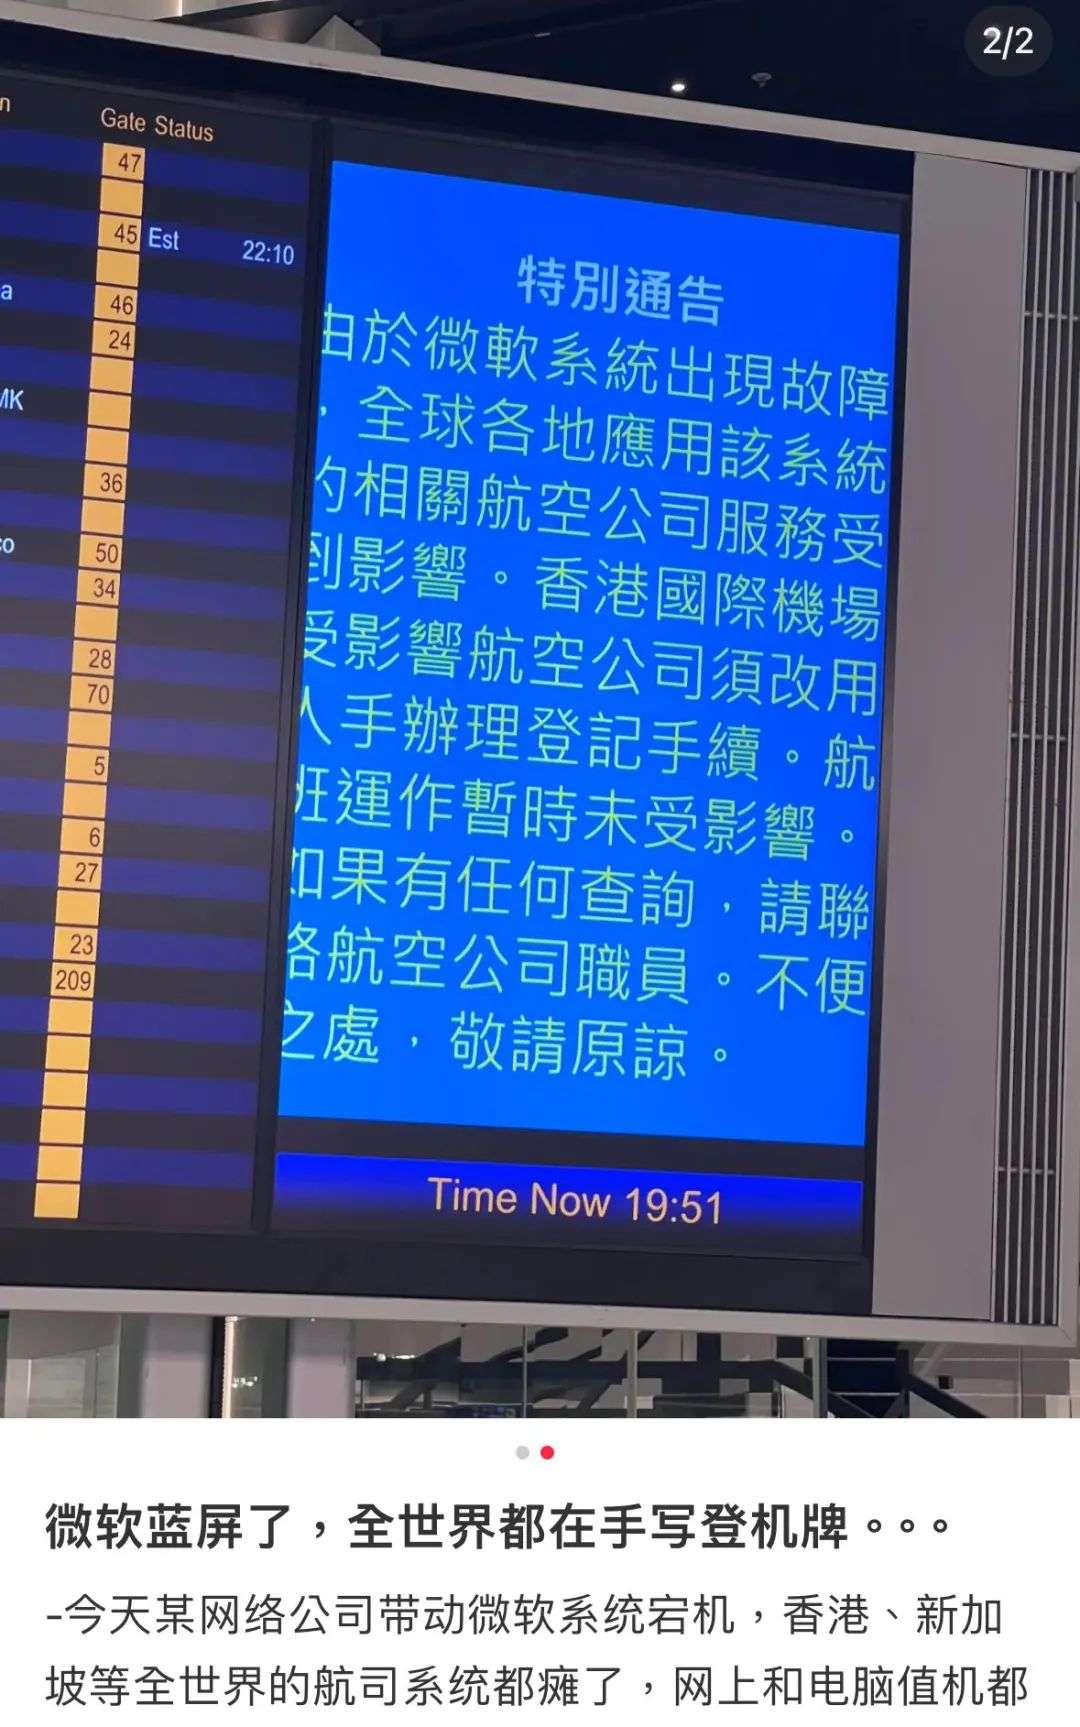 2/2
n
Gate Status
47
45 Est 22:10
a
46
24
MK
36
co
50
34
28
70
5
6
27
23
209
特別通告
由於微軟系統出現故障
，全球各地應用該系統
的相關航空公司服務受
到影響。香港國際機場
受影響航空公司須改用
人手辦理登記手續。航
班運作暫時未受影響。
如果有任何查詢，請聯
絡航空公司職員。不便
之處，敬請原諒。
Time Now 19:51
微软蓝屏了，全世界都在手写登机牌。。。
-今天某网络公司带动微软系统宕机，香港、新加
坡等全世界的航司系统都瘫了，网上和电脑值机都